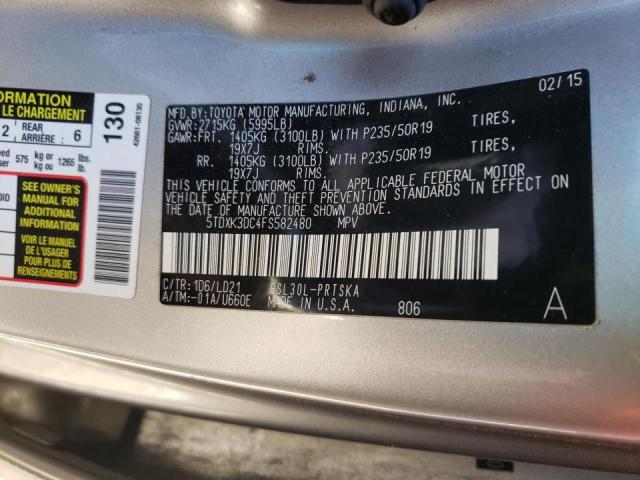 ORMATION
LE CHARGEMENT
2 REAR ARRIÈRE: 6
575 kg or kg ou 1265 lbs. lb.
SEE OWNER'S
MANUAL FOR
ADDITIONAL
INFORMATION
VOIR LE MANUEL
DE L'USAGER
POUR PLUS DE
RENSEIGNEMENTS
130
42661-08130
02/15
MFD.BY:TOYOTA MOTOR MANUFACTURING, INDIANA, INC.
GVWR:2715KG(5995LB)
GAWR:FRT. 1405KG(3100LB)WITH P235/50R19 TIRES,
19X7J RIMS.
RR. 1405KG(3100LB)WITH P235/50R19 TIRES,
19X7J RIMS.
THIS VEHICLE CONFORMS TO ALL APPLICABLE FEDERAL MOTOR
VEHICLE SAFETY AND THEFT PREVENTION STANDARDS IN EFFECT ON
THE DATE OF MANUFACTURE SHOWN ABOVE.
5TDXK3DC4FS582480 MPV
C/TR:1D6/LD21 GSL30L-PRTSKA
A/TM:-01A/U660E MADE IN U.S.A. 806 A